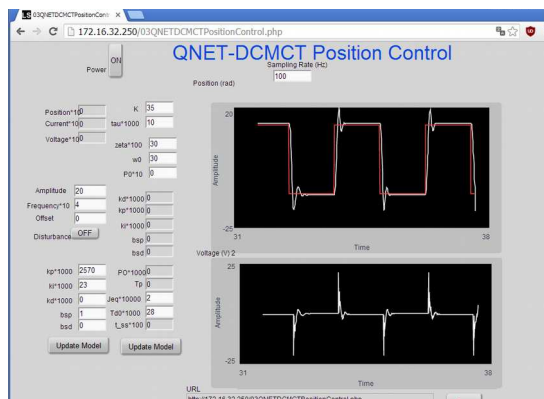 03QNETDCMCTPositionCont
172.16.32.250/03QNETDCMCTPositionControl.php
QNET-DCMCT Position Control
Power ON
Sampling Rate (Hz)
100
Position (rad)
Position*10 0
Current*10 0
Voltage*10 0
K 35
tau*1000 10
zeta*100 30
w0 30
P0*10 0
Amplitude 20
Frequency*10 4
Offset 0
Disturbance OFF
kd*1000 0
kp*1000 0
ki*1000 0
bsp 0
bsd 0
kp*1000 2570
ki*1000 23
kd*1000 0
bsp 1
bsd 0
Update Model
PO*1000 0
Tp 0
Jeq*10000 2
Td0*1000 28
t_ss*100 0
Update Model
20
Amplitude
-25
31
Time
38
Voltage (V) 2
25
Amplitude
-25
31
Time
38
URL